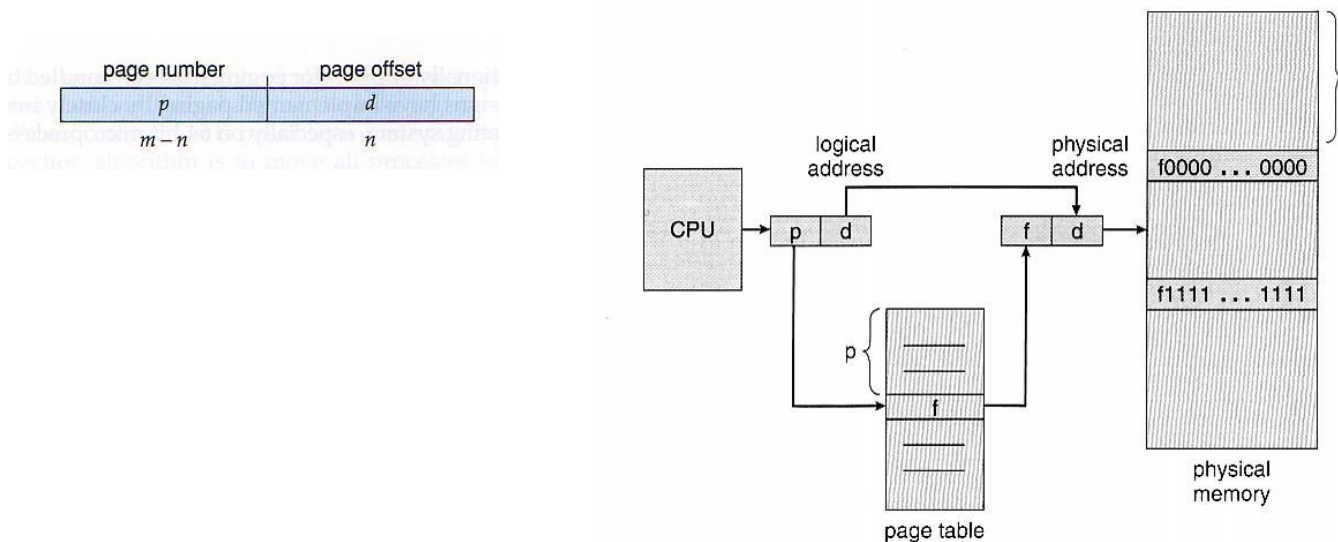 page number page offset
p d
m – n n
logical address
physical address
CPU
p d
f d
f0000 ... 0000
f1111 ... 1111
p
f
page table
physical memory